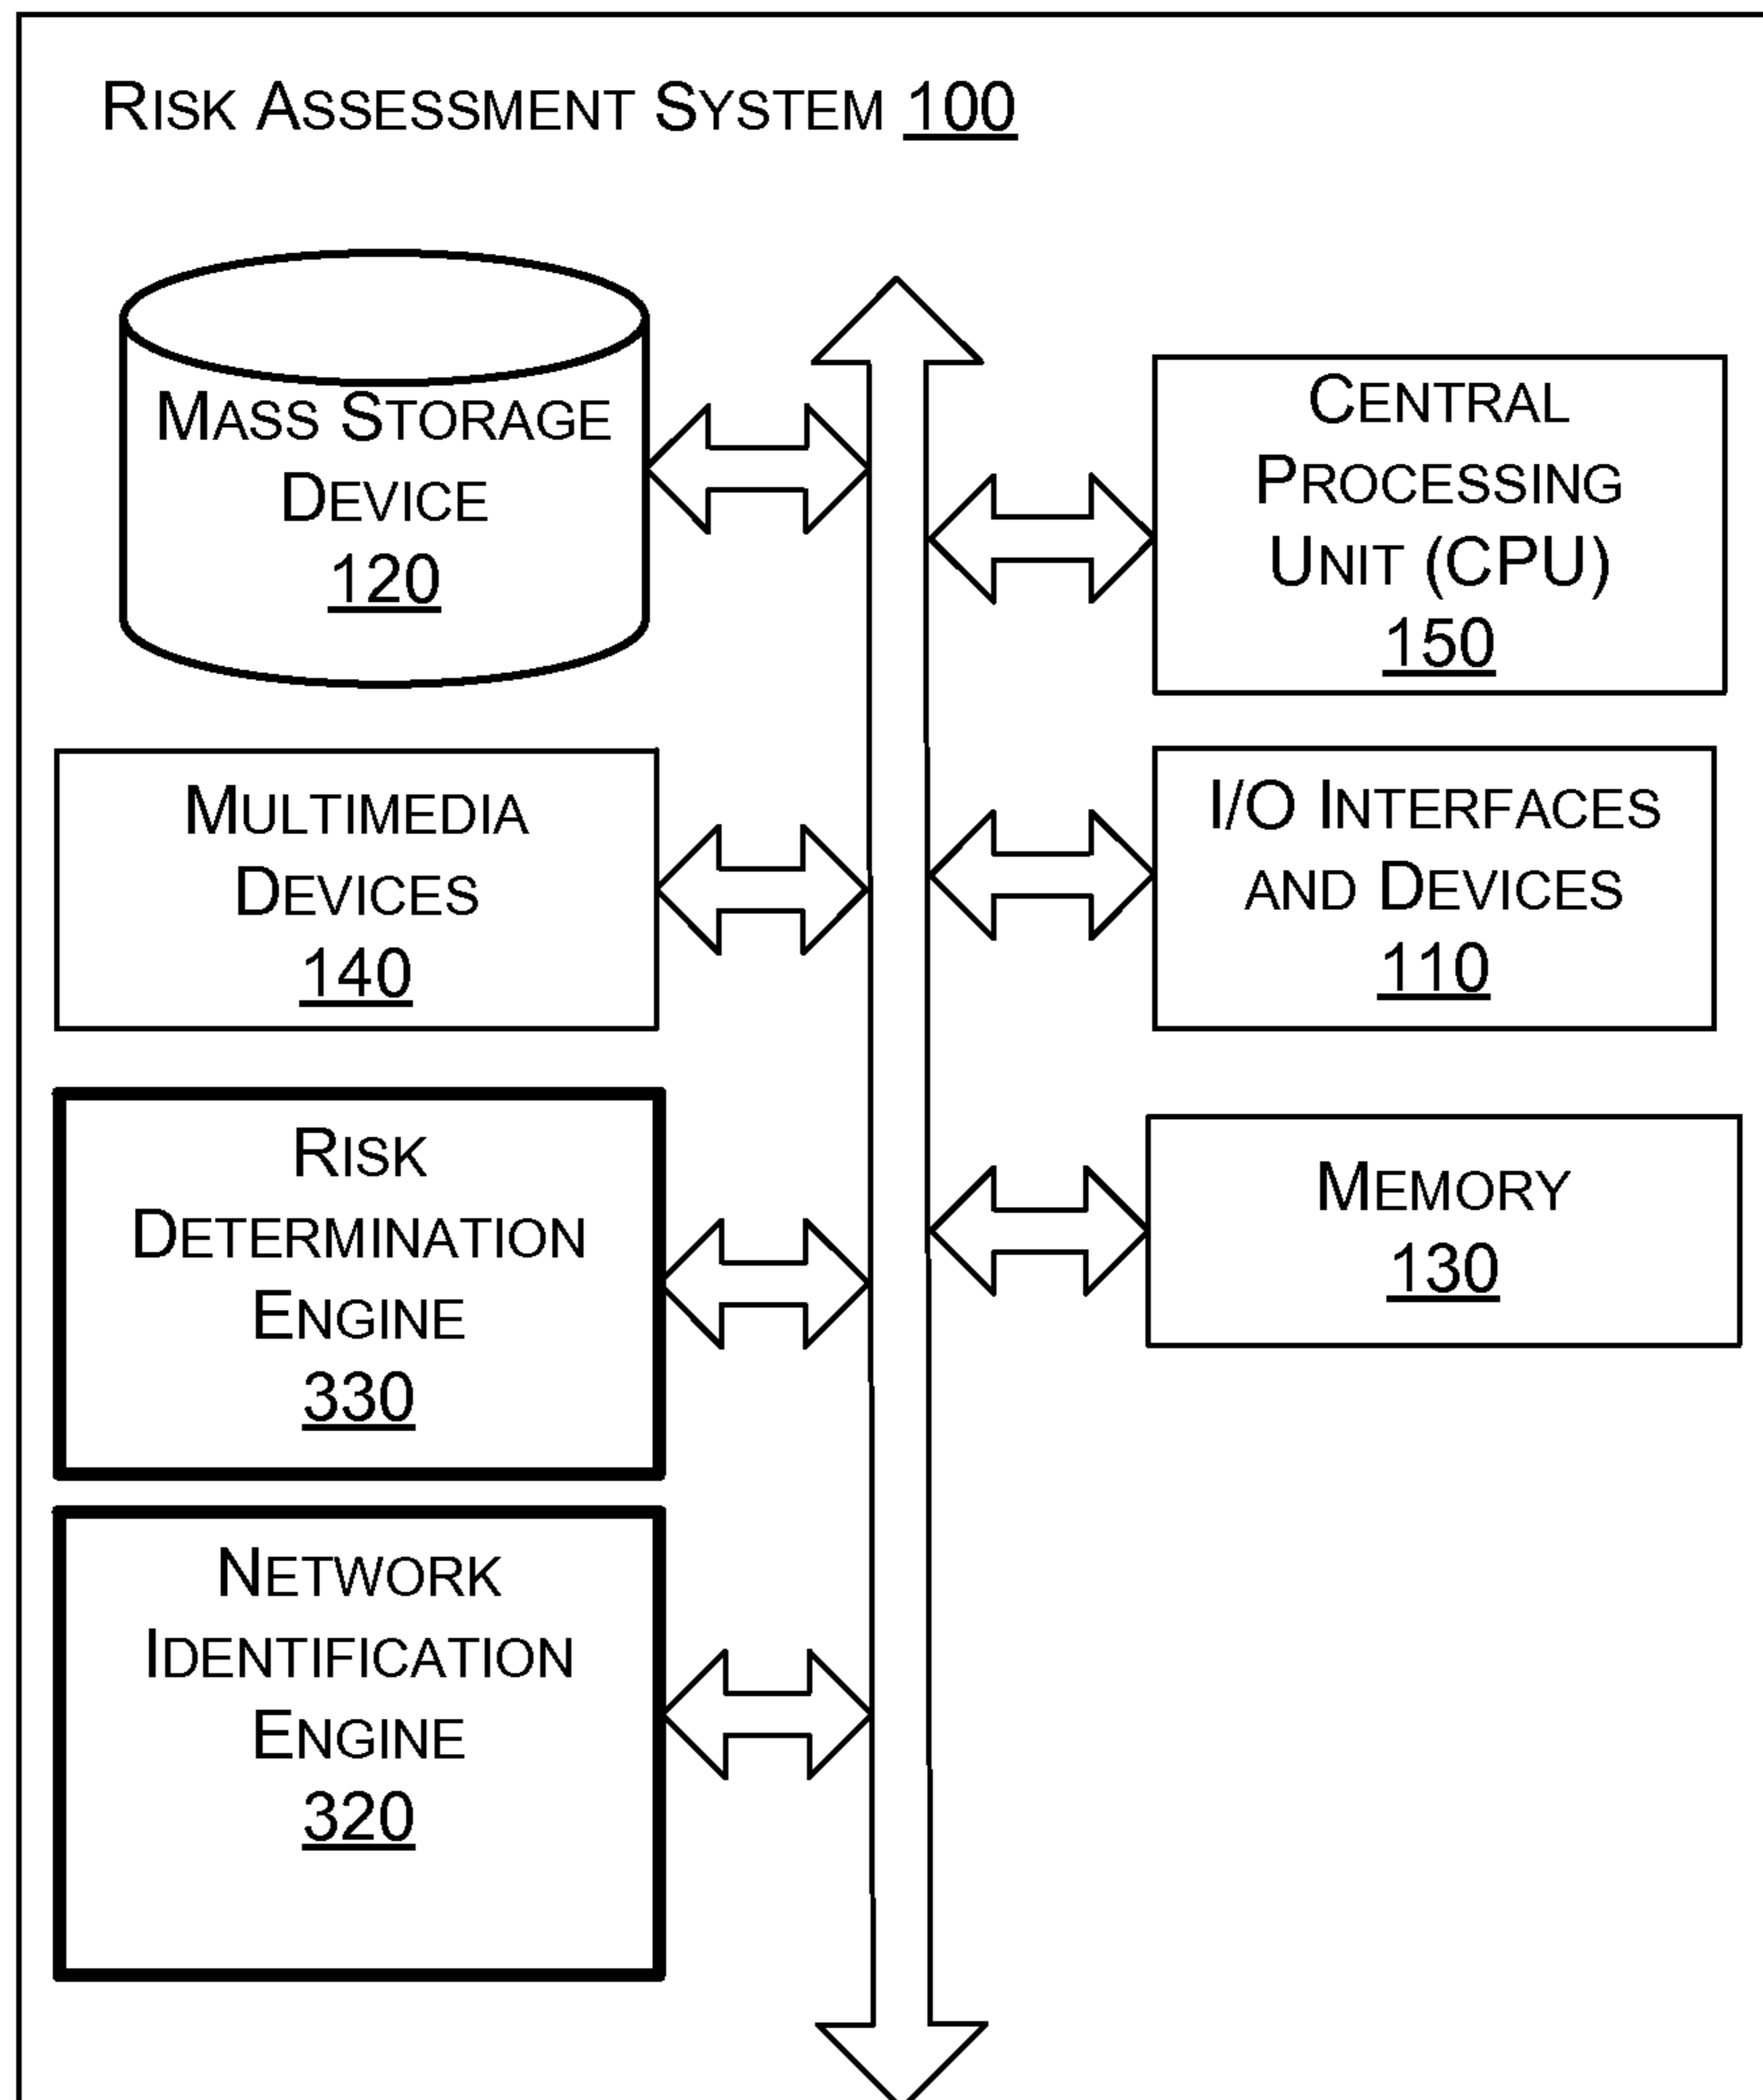 RISK ASSESSMENT SYSTEM 100
MASS STORAGE
DEVICE
120
CENTRAL
PROCESSING
UNIT (CPU)
150
MULTIMEDIA
DEVICES
140
I/O INTERFACES
AND DEVICES
110
RISK
DETERMINATION
ENGINE
330
MEMORY
130
NETWORK
IDENTIFICATION
ENGINE
320